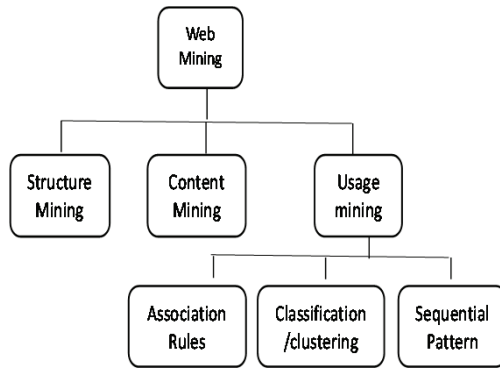 Web
Mining
Structure
Mining
Content
Mining
Usage
mining
Association
Rules
Classification
/clustering
Sequential
Pattern